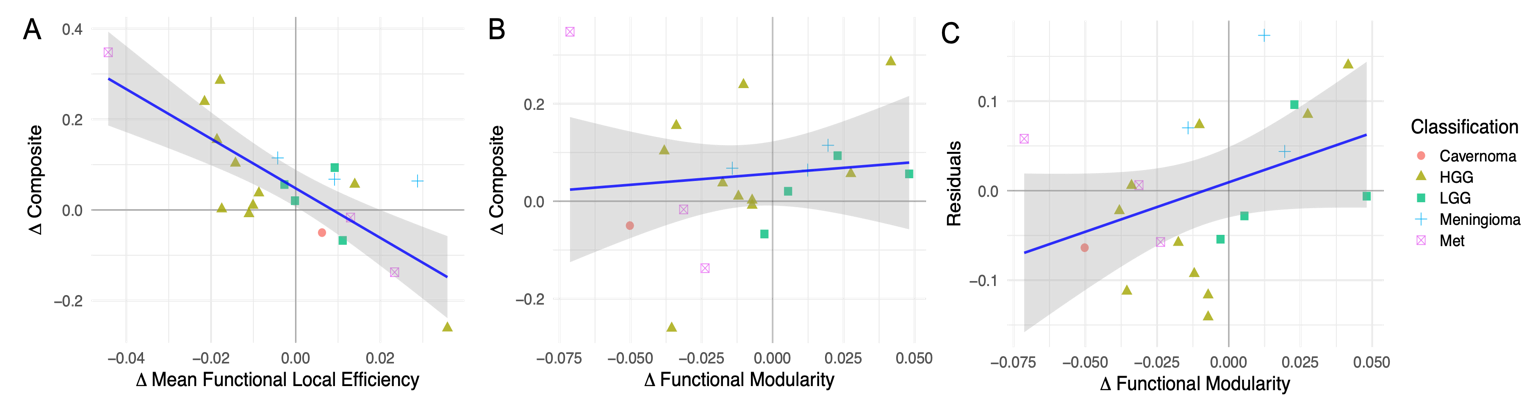 A
0.4
0.2
0.0
−0.2
Δ Composite
−0.04
−0.02
0.00
0.02
Δ Mean Functional Local Efficiency
B
0.2
0.0
−0.2
Δ Composite
−0.075
−0.050
−0.025
0.000
0.025
0.050
Δ Functional Modularity
C
0.1
0.0
−0.1
Residuals
−0.075
−0.050
−0.025
0.000
0.025
0.050
Δ Functional Modularity
Classification
Cavernoma
HGG
LGG
Meningioma
Met